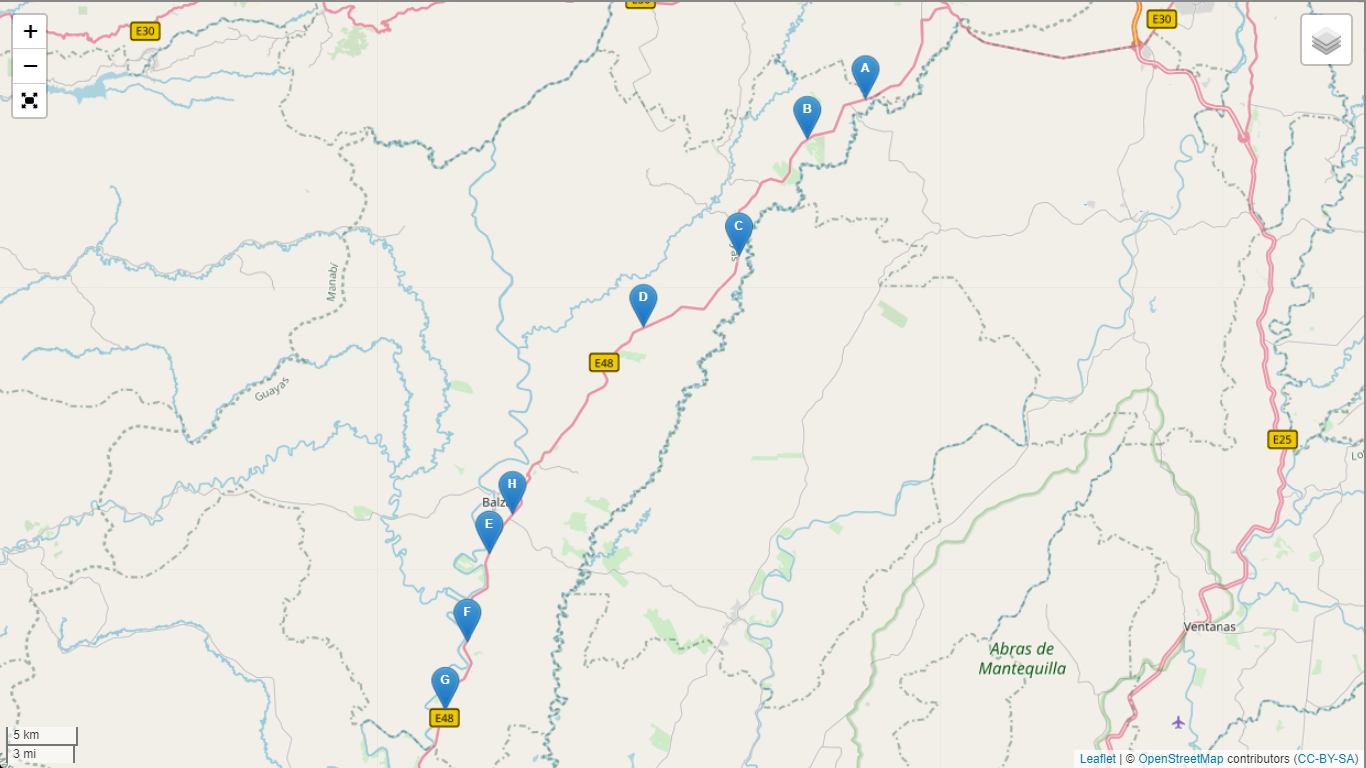 +
−
E30
E30
E30
A
B
C
D
E48
Manabí
Guayas
E25
H
E
F
G
E48
Ventanas
Abras de
Mantequilla
5 km
3 mi
Leaflet | © OpenStreetMap contributors (CC-BY-SA)